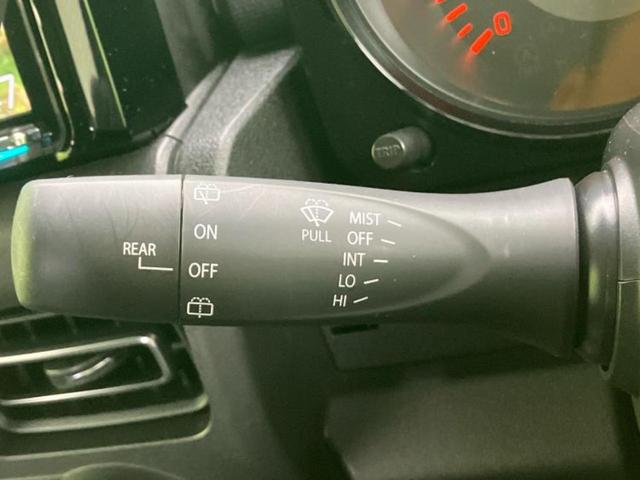 TRIP
REAR
ON
OFF
PULL
MIST
OFF
INT
LO
HI